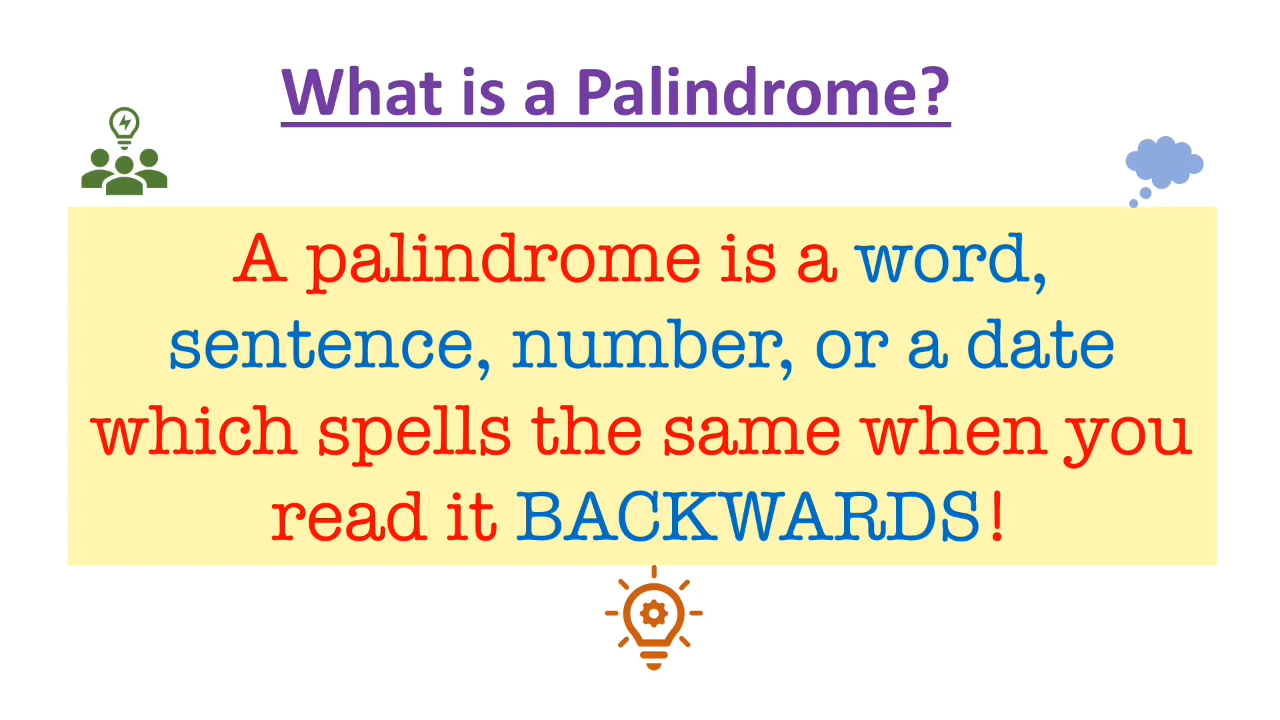 What is a Palindrome?
A palindrome is a word,
sentence, number, or a date
which spells the same when you
read it BACKWARDS!